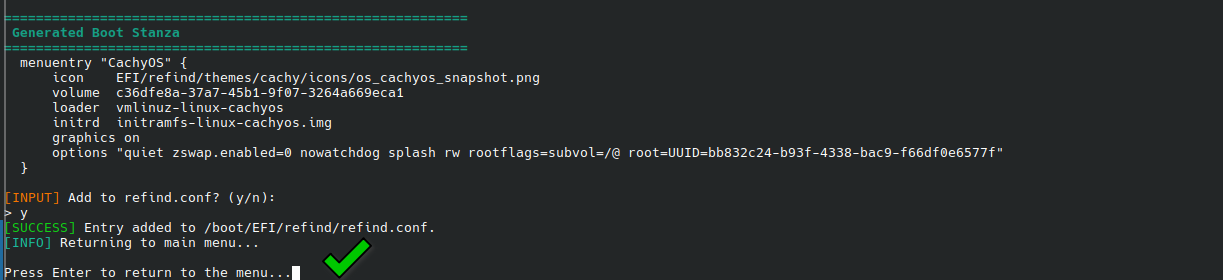 ==========================================================
Generated Boot Stanza
==========================================================
menuentry "CachyOS" {
icon EFI/refind/themes/cachy/icons/os_cachyos_snapshot.png
volume c36dfe8a-37a7-45b1-9f07-3264a669eca1
loader vmlinuz-linux-cachyos
initrd initramfs-linux-cachyos.img
graphics on
options "quiet zswap.enabled=0 nowatchdog splash rw rootflags=subvol=/@ root=UUID=bb832c24-b93f-4338-bac9-f66df0e6577f"
}
[INPUT] Add to refind.conf? (y/n):
> y
[SUCCESS] Entry added to /boot/EFI/refind/refind.conf.
[INFO] Returning to main menu...
Press Enter to return to the menu...